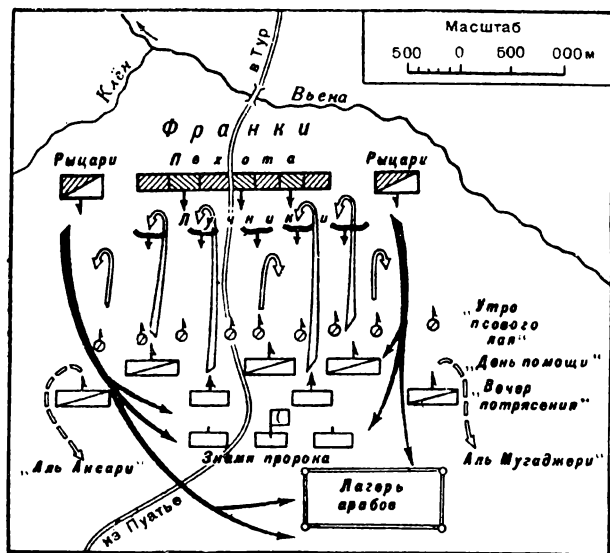 Масштаб
500 0 500 000 м
Клён
в Тур
Вьена
Франки
Рыцари
Пехота
Рыцари
Лучники
„Утро
псового
лая“
„День помощи“
„Вечер
потрясения“
„Аль Ансари“
Знамя пророка
Аль Мугаджери“
Лагерь
арабов
из Пуатье